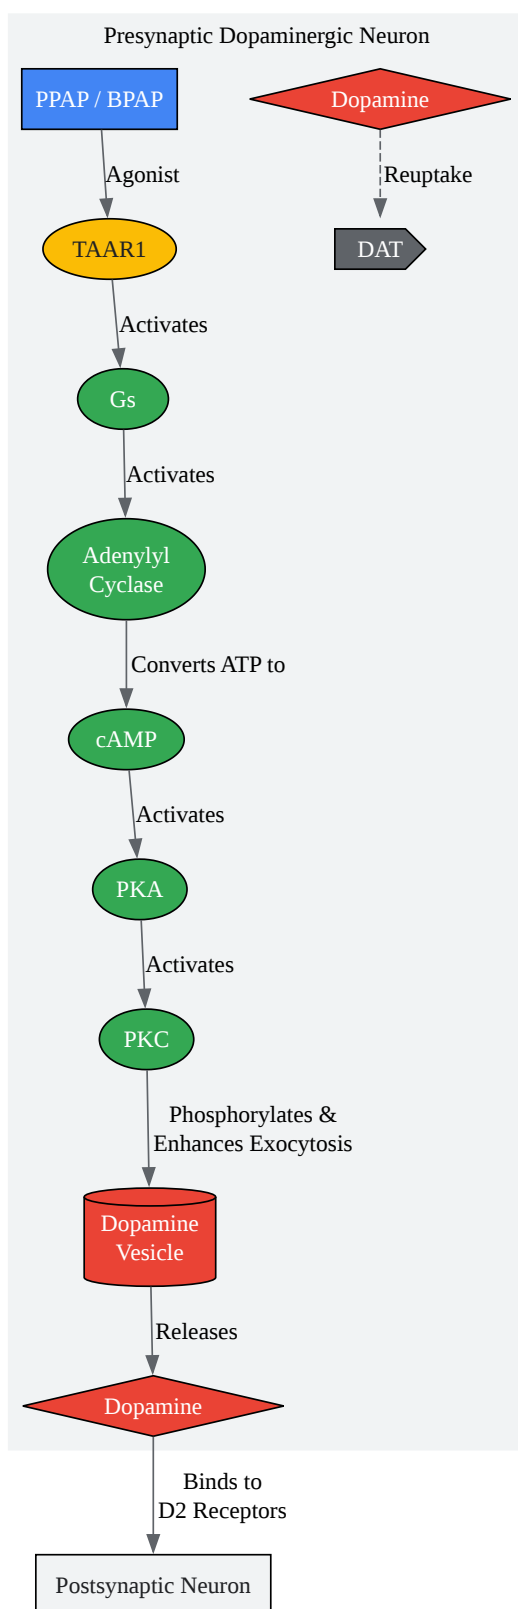 Presynaptic Dopaminergic Neuron
PPAP / BPAP
Dopamine
Agonist
Reuptake
TAAR1
DAT
Activates
Gs
Activates
Adenylyl
Cyclase
Converts ATP to
cAMP
Activates
PKA
Activates
PKC
Phosphorylates &
Enhances Exocytosis
Dopamine
Vesicle
Releases
Dopamine
Binds to
D2 Receptors
Postsynaptic Neuron